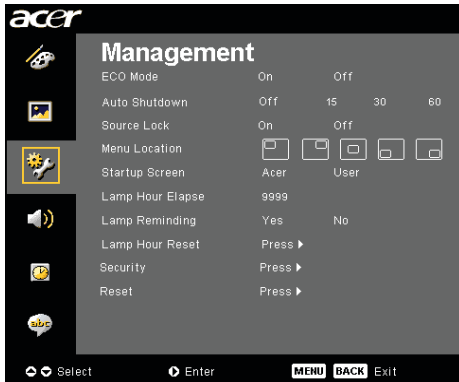 acer
Management
ECO Mode On Off
Auto Shutdown Off 15 30 60
Source Lock On Off
Menu Location
Startup Screen Acer User
Lamp Hour Elapse 9999
Lamp Reminding Yes No
Lamp Hour Reset Press
Security Press
Reset Press
abc
Select Enter MENU BACK Exit